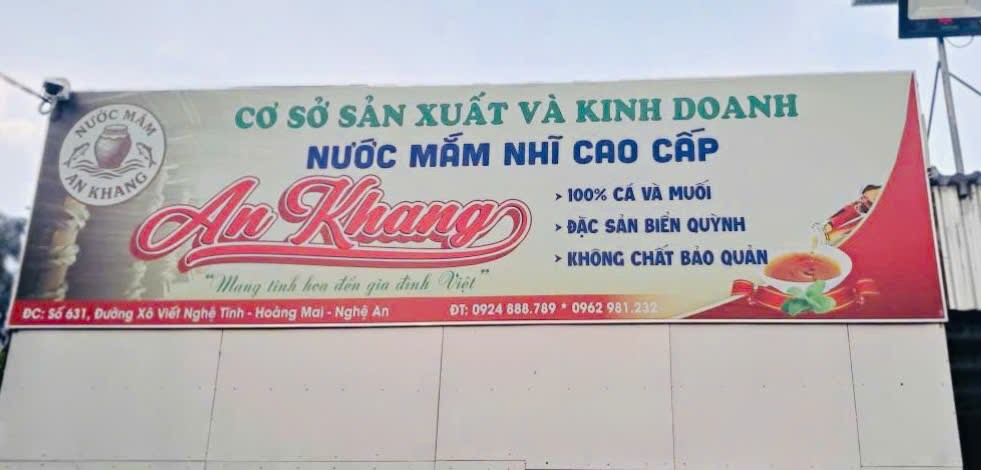 CƠ SỞ SẢN XUẤT VÀ KINH DOANH
NƯỚC MẮM NHĨ CAO CẤP
NƯỚC MẮM
AN KHANG
An Khang
"Mang tinh hoa đến gia đình Việt"
> 100% CÁ VÀ MUỐI
> ĐẶC SẢN BIỂN QUỲNH
> KHÔNG CHẤT BẢO QUẢN
ĐC: Số 631, Đường Xô Viết Nghệ Tĩnh - Hoàng Mai - Nghệ An
ĐT: 0924 888.789 * 0962 981.232